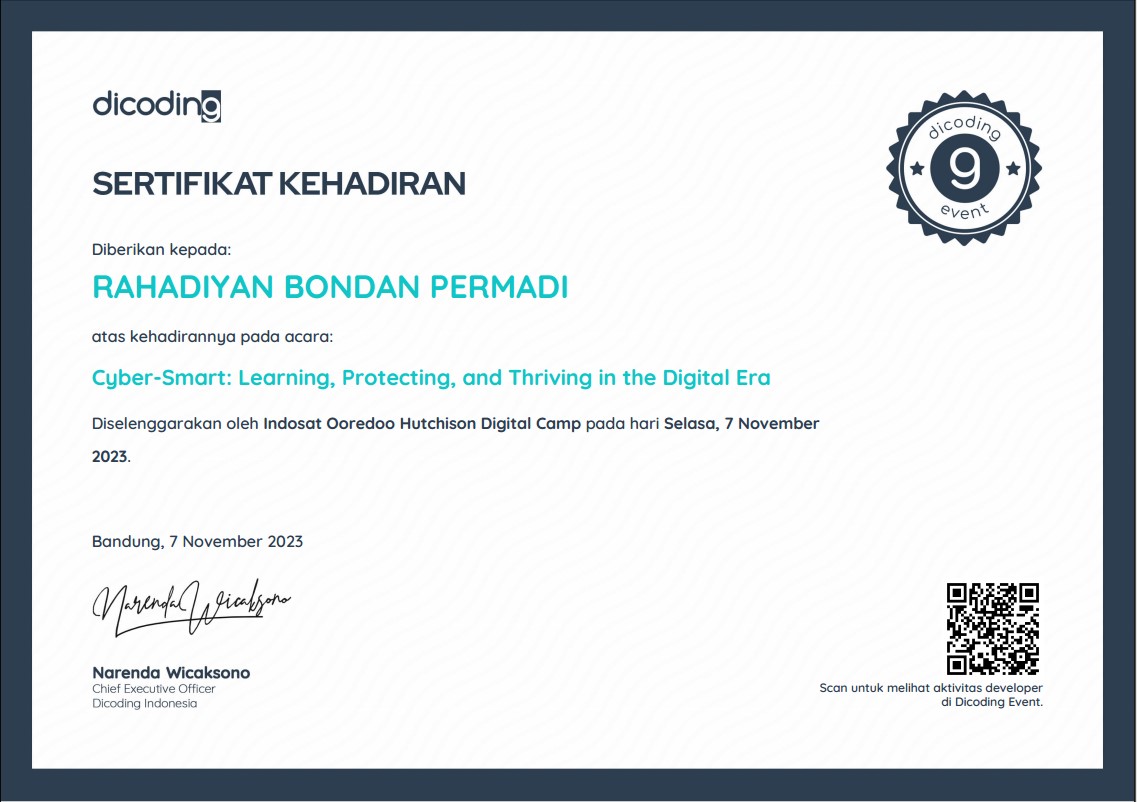 dicoding
SERTIFIKAT KEHADIRAN
dicoding
g
event
Diberikan kepada:
RAHADIYAN BONDAN PERMADI
atas kehadirannya pada acara:
Cyber-Smart: Learning, Protecting, and Thriving in the Digital Era
Diselenggarakan oleh Indosat Ooredoo Hutchison Digital Camp pada hari Selasa, 7 November
2023.
Bandung, 7 November 2023
Narenda Wicaksono
Narenda Wicaksono
Chief Executive Officer
Dicoding Indonesia
Scan untuk melihat aktivitas developer
di Dicoding Event.